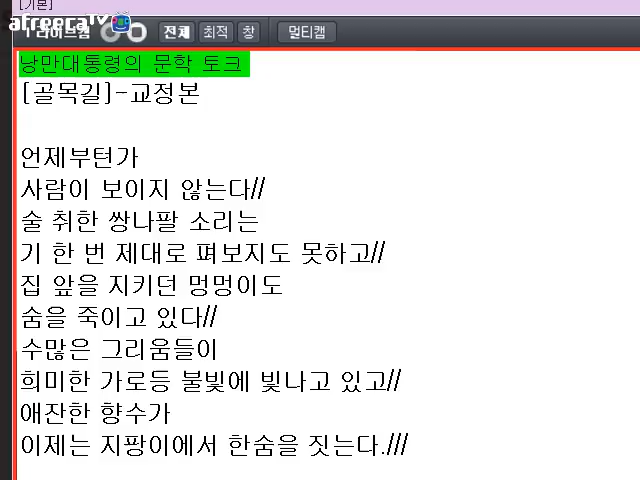 [기본]
afreecaTV
라이브캠
전체 최적 창 멀티캠
낭만대통령의 문학 토크
[골목길]-교정본
언제부턴가
사람이 보이지 않는다//
술 취한 쌍나팔 소리는
기 한 번 제대로 펴보지도 못하고//
집 앞을 지키던 멍멍이도
숨을 죽이고 있다//
수많은 그리움들이
희미한 가로등 불빛에 빛나고 있고//
애잔한 향수가
이제는 지팡이에서 한숨을 짓는다.///